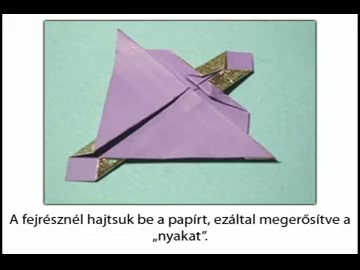 A fejrésznél hajtsuk be a papírt, ezáltal megerősítve a
„nyakat”.